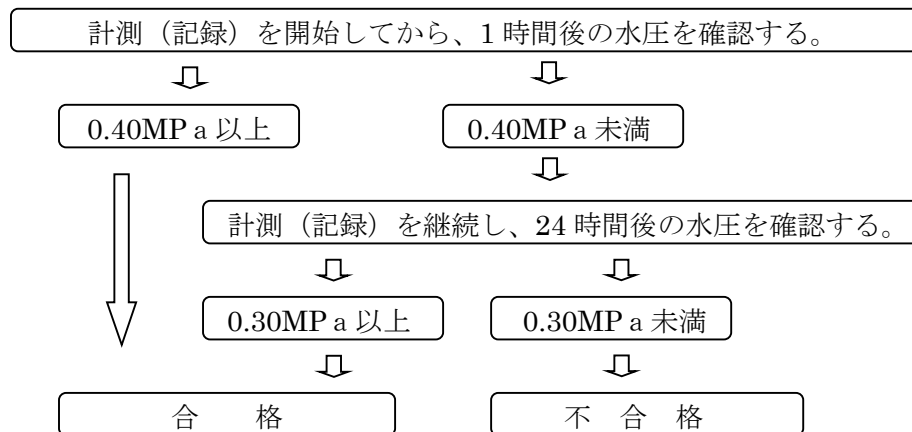 計測（記録）を開始してから、1 時間後の水圧を確認する。
0.40MPａ以上
0.40MPａ未満
計測（記録）を継続し、24 時間後の水圧を確認する。
0.30MPａ以上
0.30MPａ未満
合　　格
不　合　格